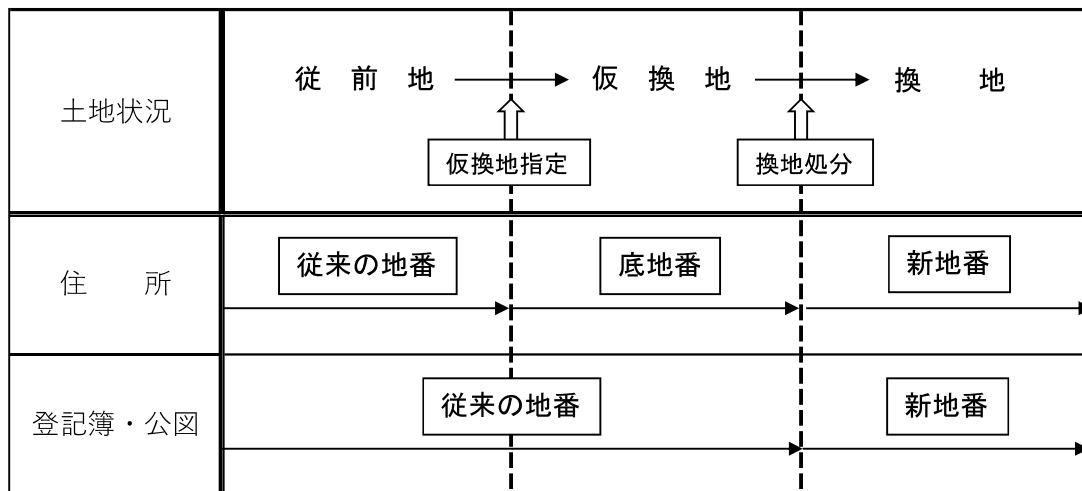 土地状況
従前地 仮換地 換地
仮換地指定 換地処分
住所
従来の地番 底地番 新地番
登記簿・公図
従来の地番 新地番